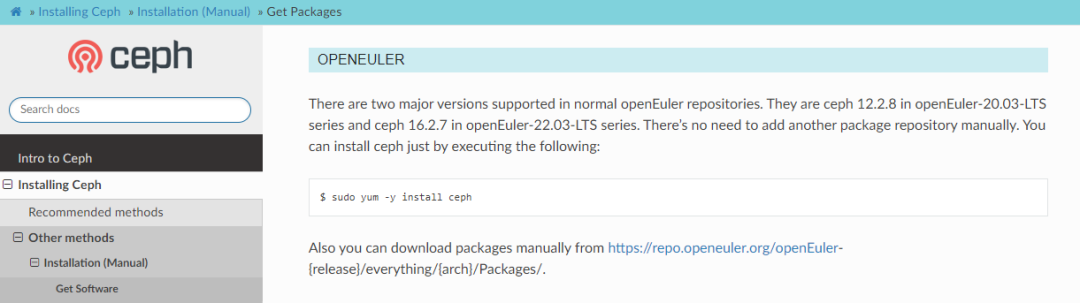 » Installing Ceph » Installation (Manual) » Get Packages
ceph
Search docs
Intro to Ceph
Installing Ceph
Recommended methods
Other methods
Installation (Manual)
Get Software
OPENEULER
There are two major versions supported in normal openEuler repositories. They are ceph 12.2.8 in openEuler-20.03-LTS
series and ceph 16.2.7 in openEuler-22.03-LTS series. There’s no need to add another package repository manually. You
can install ceph just by executing the following:
$ sudo yum -y install ceph
Also you can download packages manually from https://repo.openeuler.org/openEuler-
{release}/everything/{arch}/Packages/.